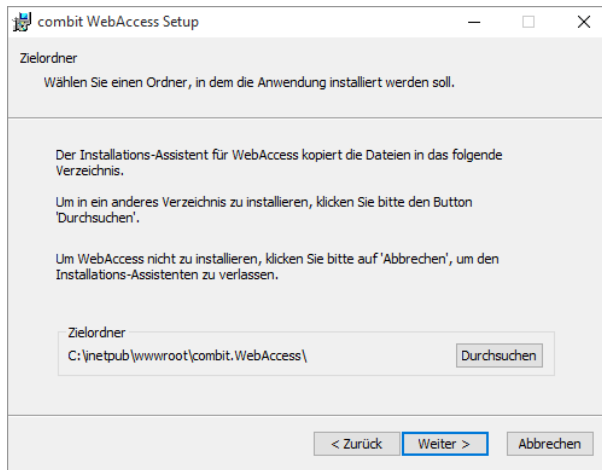 combit WebAccess Setup
Zielordner
Wählen Sie einen Ordner, in dem die Anwendung installiert werden soll.
Der Installations-Assistent für WebAccess kopiert die Dateien in das folgende
Verzeichnis.
Um in ein anderes Verzeichnis zu installieren, klicken Sie bitte den Button
'Durchsuchen'.
Um WebAccess nicht zu installieren, klicken Sie bitte auf 'Abbrechen', um den
Installations-Assistenten zu verlassen.
Zielordner
C:\inetpub\wwwroot\combit.WebAccess\
Durchsuchen
< Zurück
Weiter >
Abbrechen